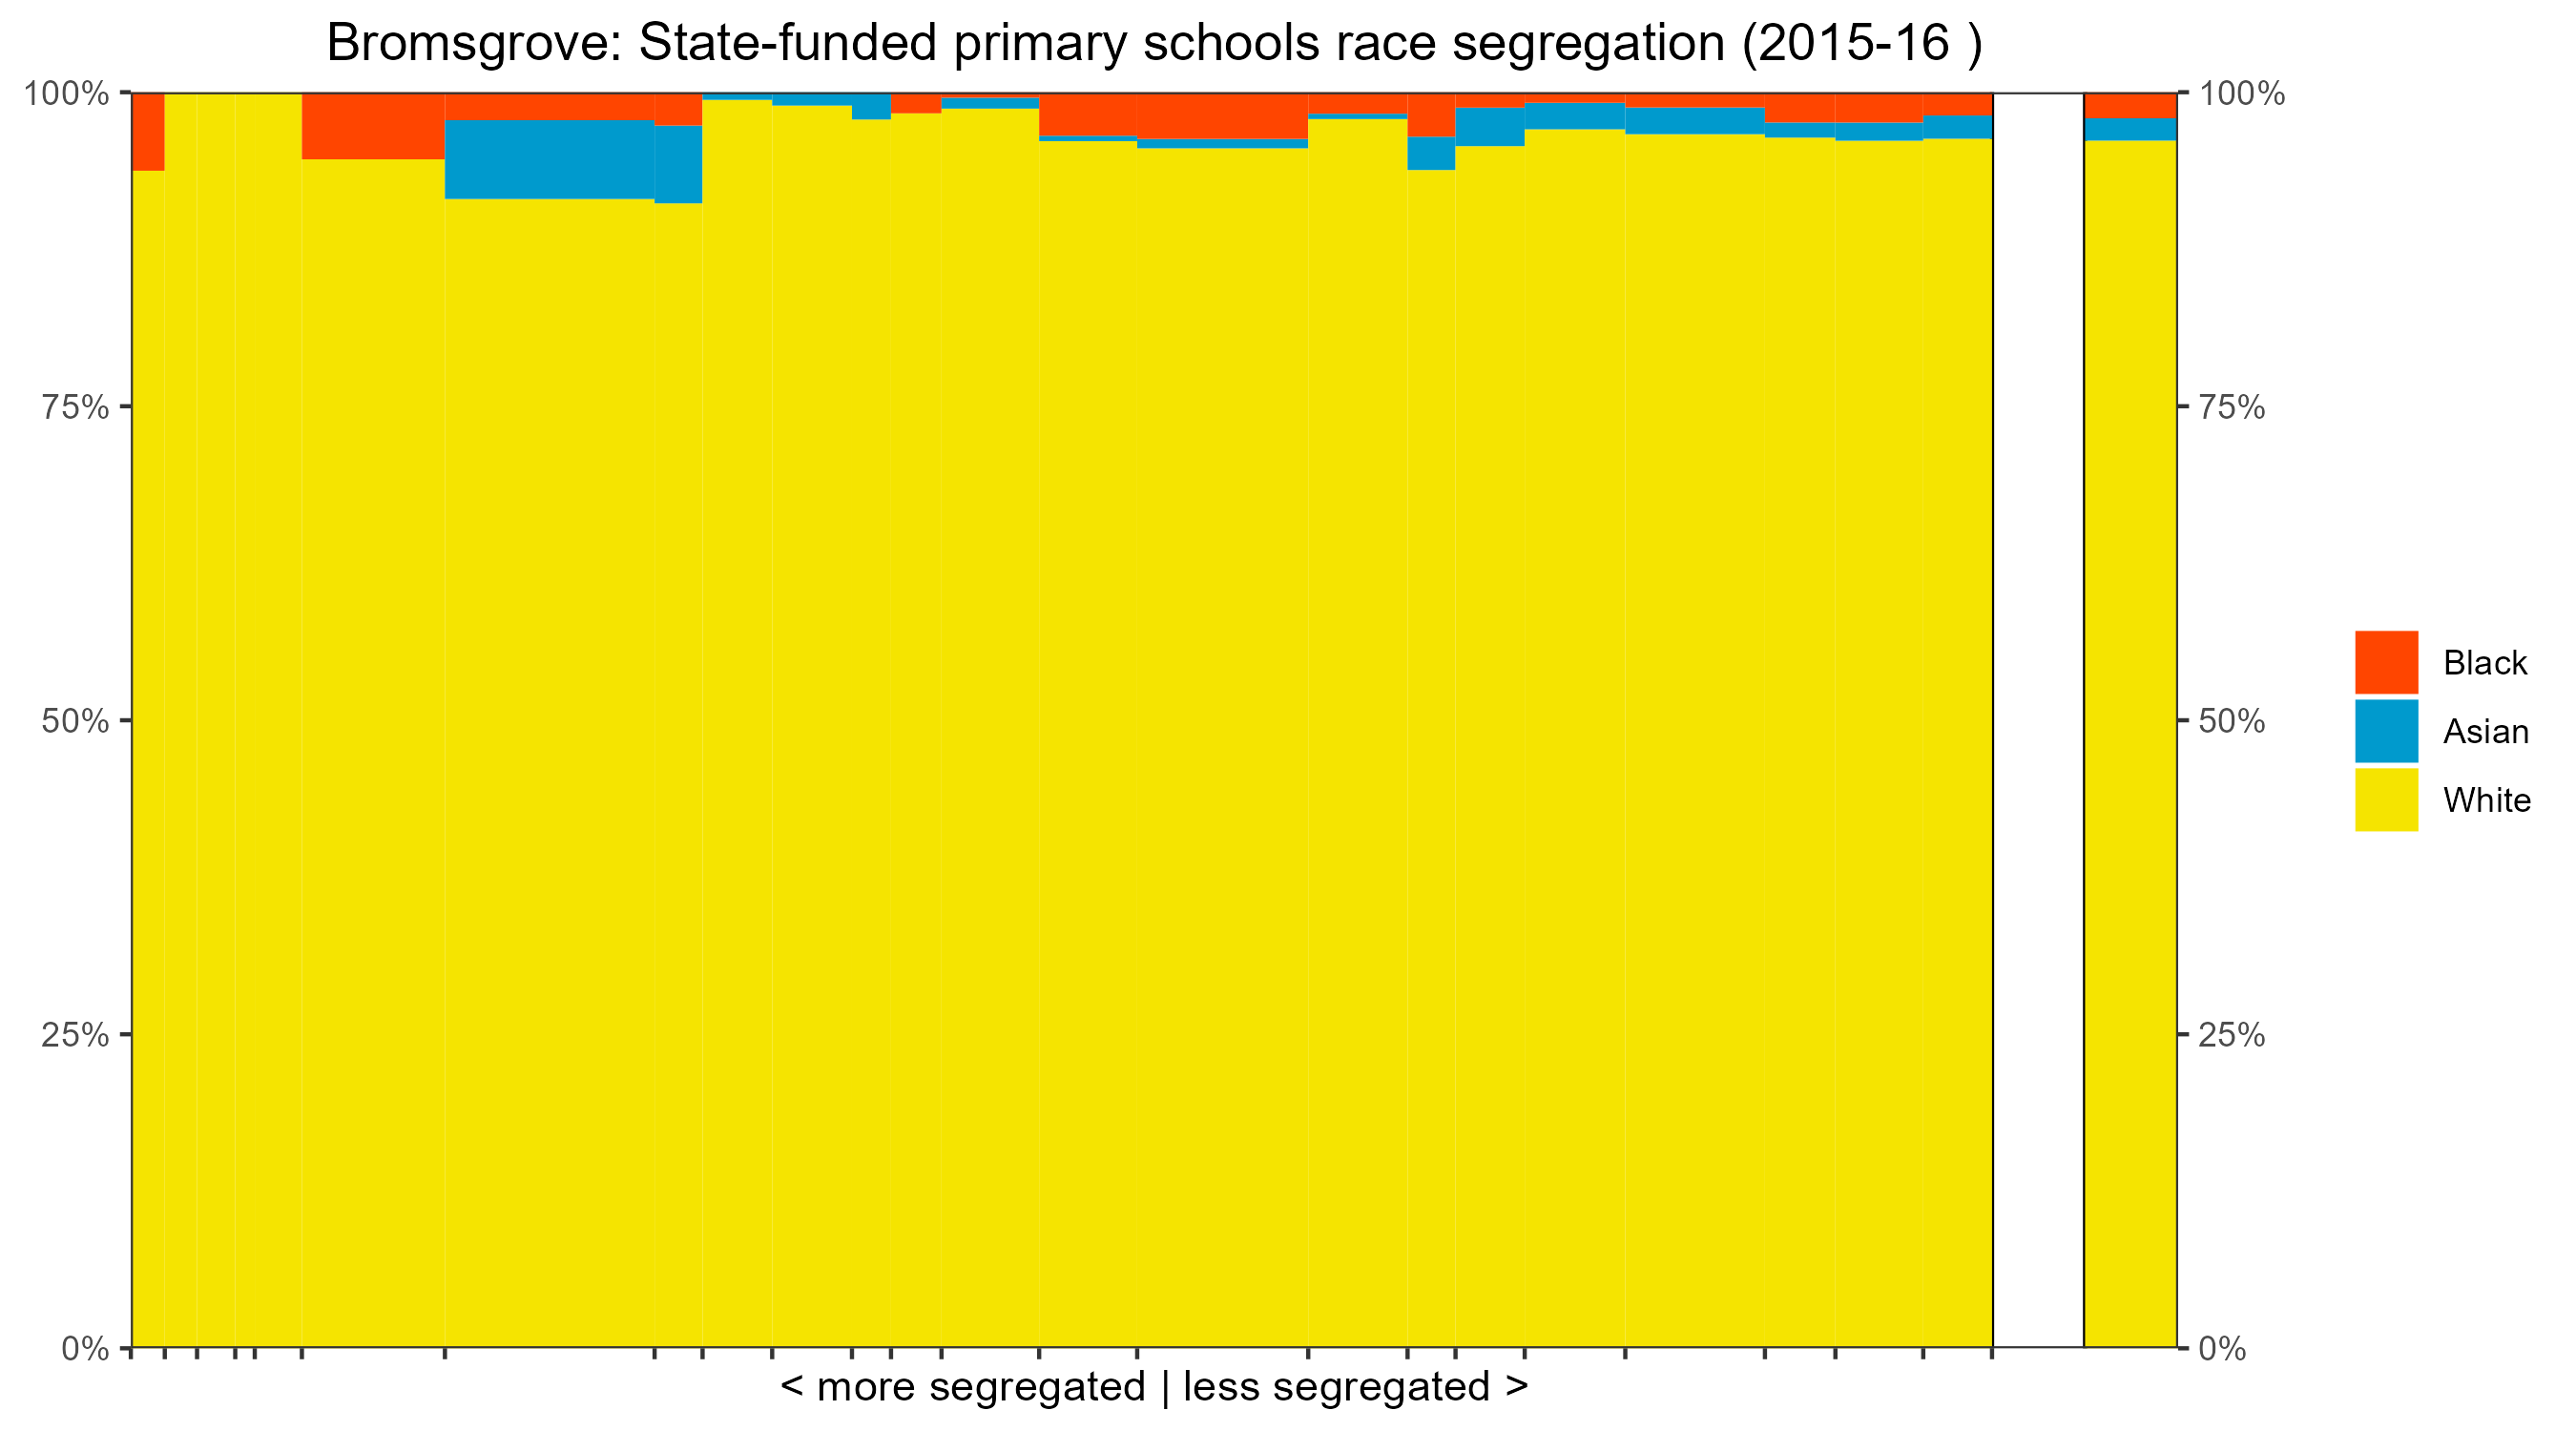 Bromsgrove: State-funded primary schools race segregation (2015-16 )
100%
75%
50%
25%
0%
100%
75%
50%
25%
0%
Black
Asian
White
< more segregated | less segregated >